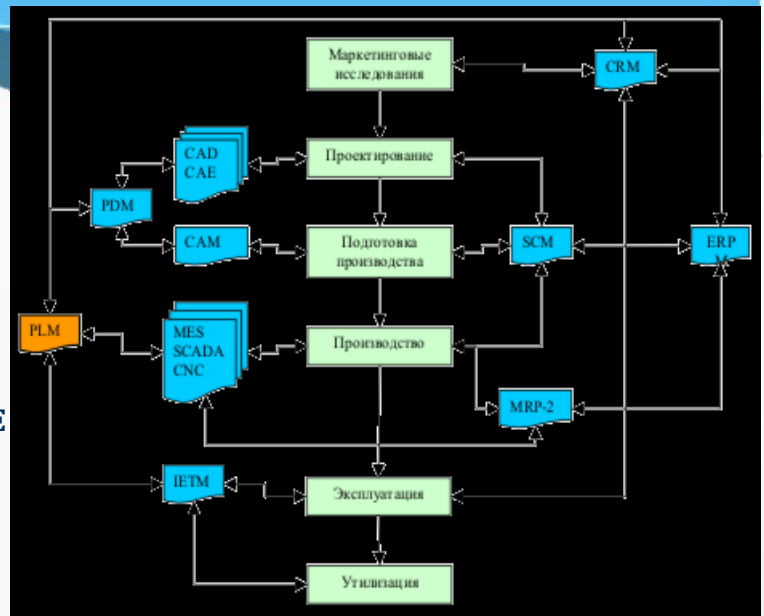 Маркетинговые
исследования
CRM
CAD
CAE
Проектирование
PDM
CAM
Подготовка
производства
SCM
ERP
M
PLM
MES
SCADA
CNC
Производство
MRP-2
E
IETM
Эксплуатация
Утилизация